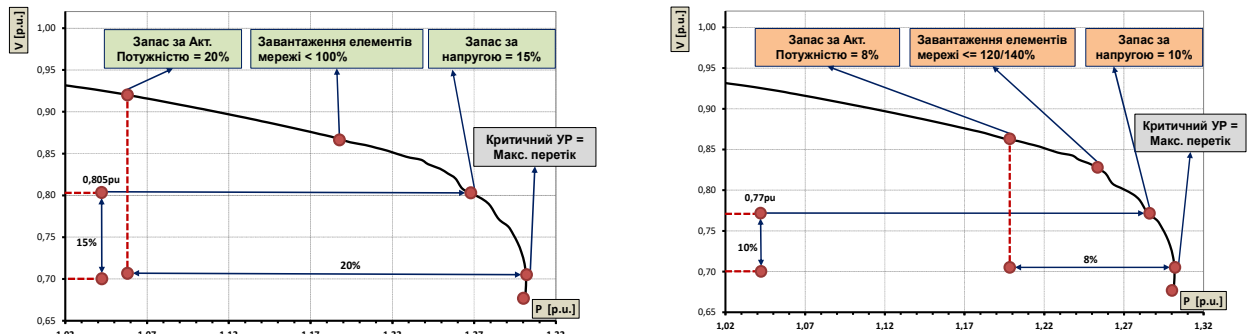 V [p.u.]
1,00
0,95
0,90
0,85
0,80
0,75
0,70
0,65
Запас за Акт.
Потужністю = 20%
Завантаження елементів
мережі < 100%
Запас за
напругою = 15%
Критичний УР =
Макс. перетік
0,805pu
15%
20%
P [p.u.]
V [p.u.]
1,00
0,95
0,90
0,85
0,80
0,75
0,70
0,65
Запас за Акт.
Потужністю = 8%
Завантаження елементів
мережі <= 120/140%
Запас за
напругою = 10%
Критичний УР =
Макс. перетік
0,77pu
10%
8%
P [p.u.]
1,02 1,07 1,12 1,17 1,22 1,27 1,32